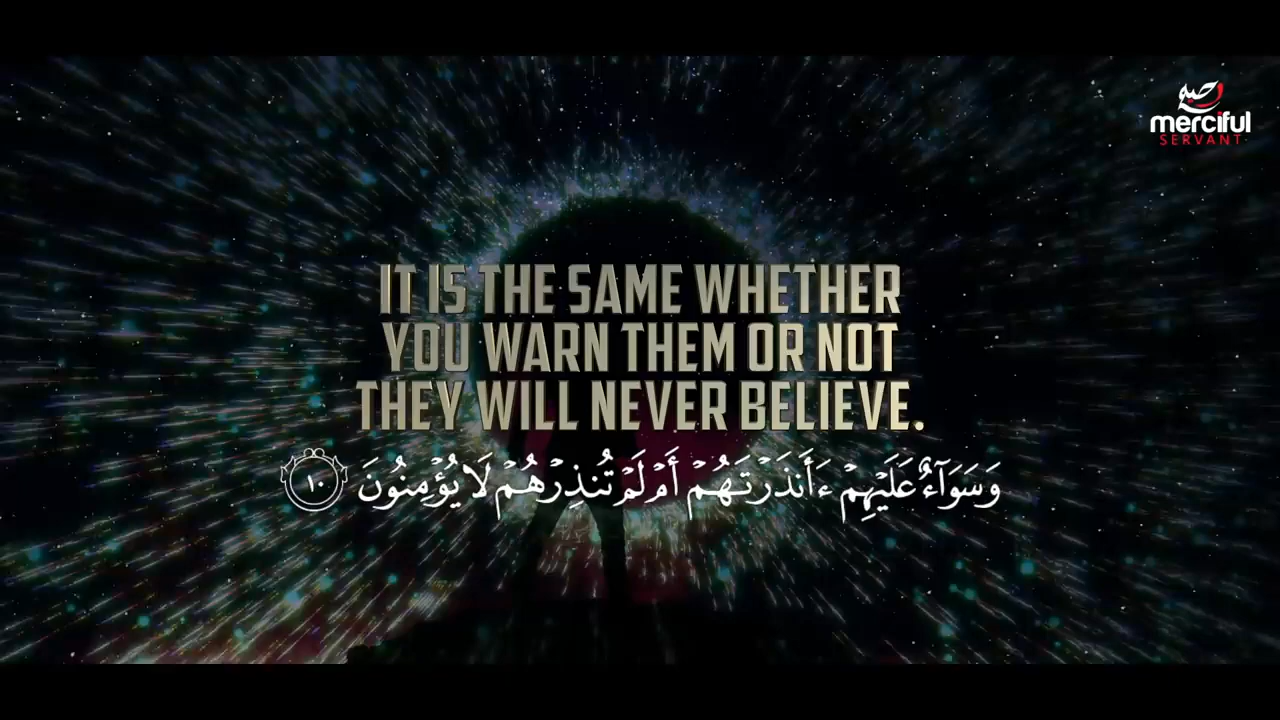 merciful
SERVANT
IT IS THE SAME WHETHER
YOU WARN THEM OR NOT
THEY WILL NEVER BELIEVE.
وَسَوَآءٌ عَلَيْهِمْ ءَأَنذَرْتَهُمْ أَمْ لَمْ تُنذِرْهُمْ لَا يُؤْمِنُونَ ١٠